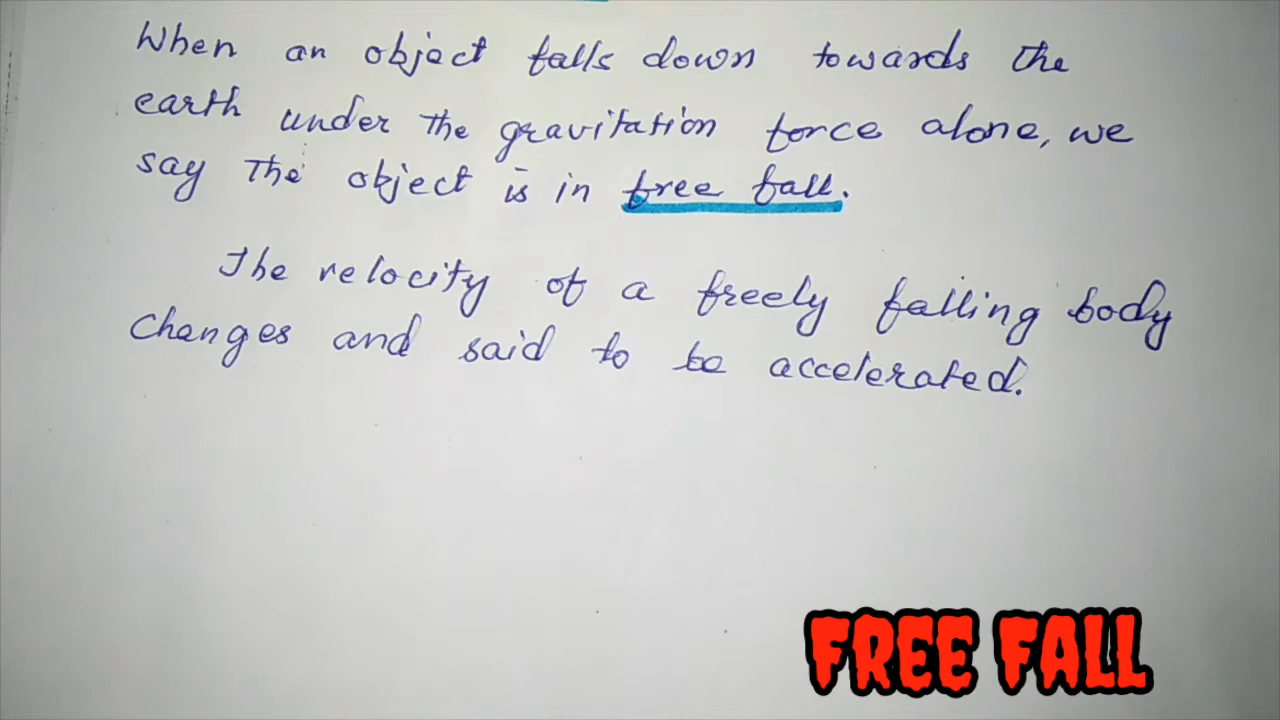 When an object falls down towards the
earth under the gravitation force alone, we
say the object is in free fall.
The velocity of a freely falling body
changes and said to be accelerated.
FREE FALL